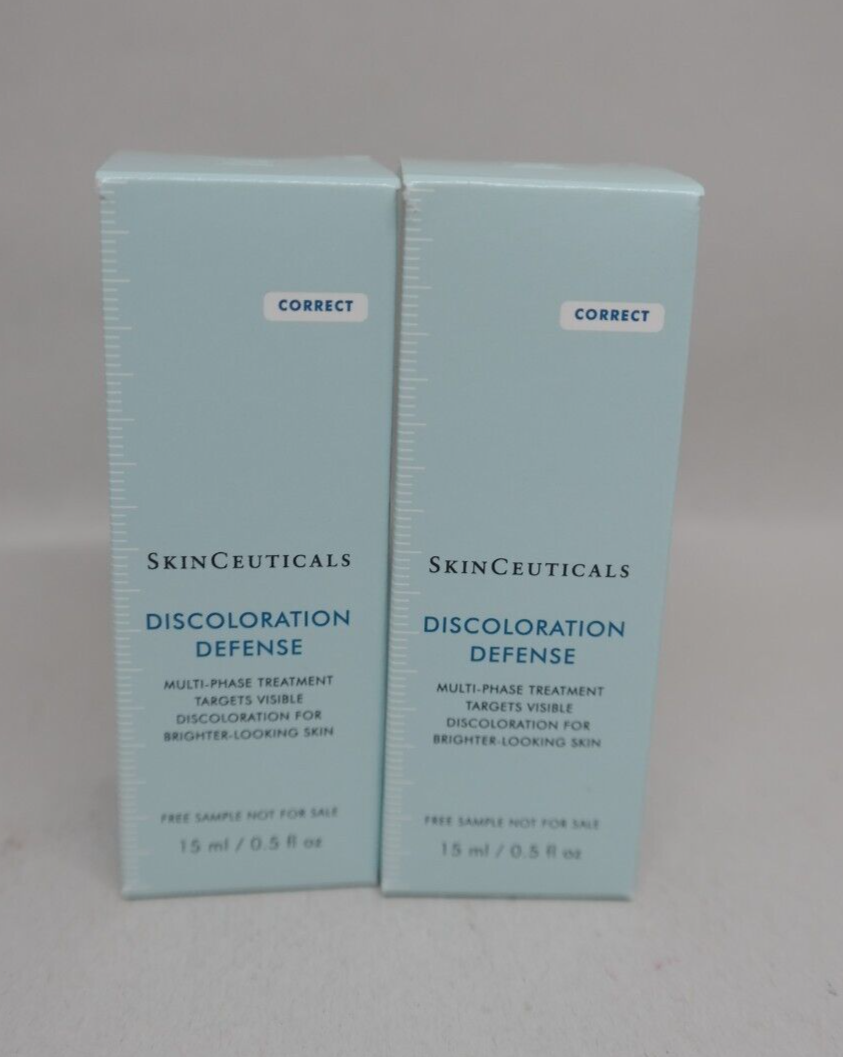 CORRECT
SKINCEUTICALS
DISCOLORATION
DEFENSE
MULTI-PHASE TREATMENT
TARGETS VISIBLE
DISCOLORATION FOR
BRIGHTER-LOOKING SKIN
FREE SAMPLE NOT FOR SALE
15 ml / 0.5 fl oz
CORRECT
SKINCEUTICALS
DISCOLORATION
DEFENSE
MULTI-PHASE TREATMENT
TARGETS VISIBLE
DISCOLORATION FOR
BRIGHTER-LOOKING SKIN
FREE SAMPLE NOT FOR SALE
15 ml / 0.5 fl oz